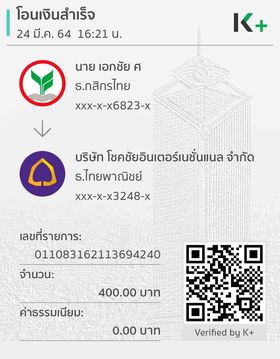 โอนเงินสำเร็จ
24 มี.ค. 64 16:21 น.
K+
นาย เอกชัย ศ
ธ.กสิกรไทย
xxx-x-x6823-x
บริษัท โชคชัยอินเตอร์เนชั่นแนล จำกัด
ธ.ไทยพาณิชย์
xxx-x-x3248-x
เลขที่รายการ:
011083162113694240
จำนวน:
400.00 บาท
ค่าธรรมเนียม:
0.00 บาท
Verified by K+